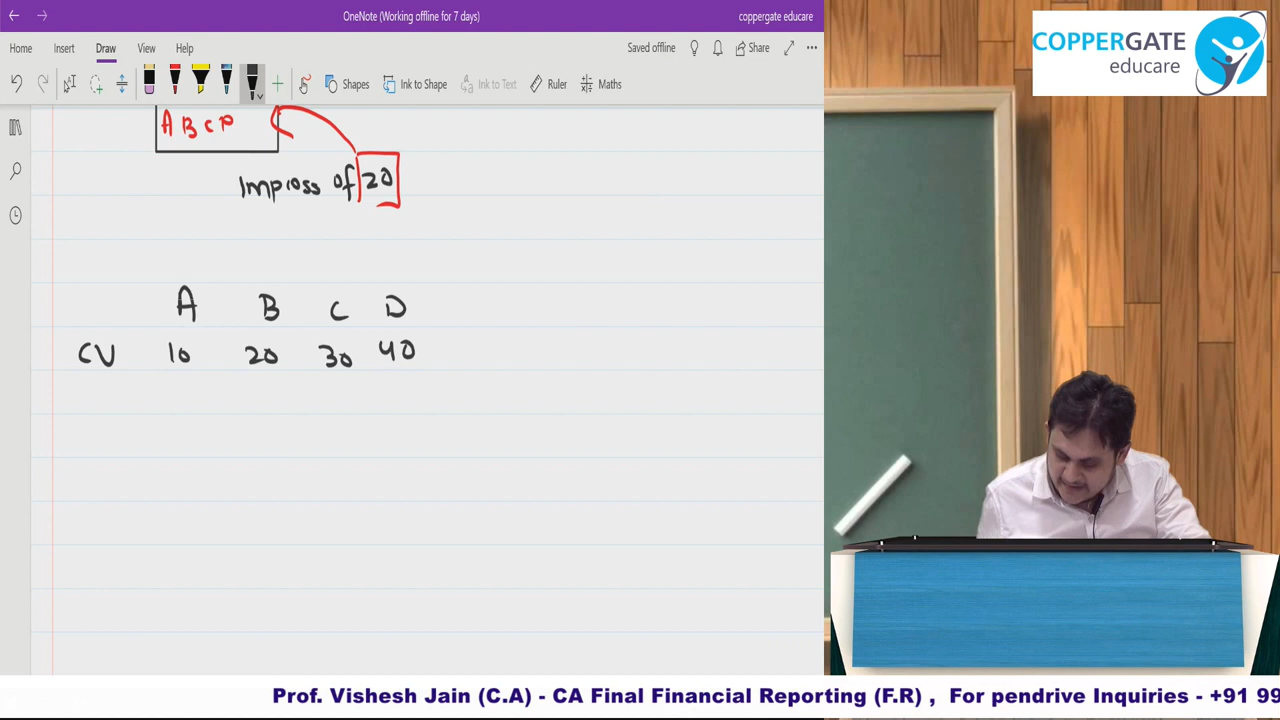 OneNote (Working offline for 7 days)
coppergate educare
Home Insert Draw View Help
Saved offline Share
Shapes Ink to Shape Ink to Text Ruler Maths
A B C D
Imp loss of 20
A B C D
CV 10 20 30 40
COPPERGATE
educare
Prof. Vishesh Jain (C.A) - CA Final Financial Reporting (F.R) , For pendrive Inquiries - +91 99